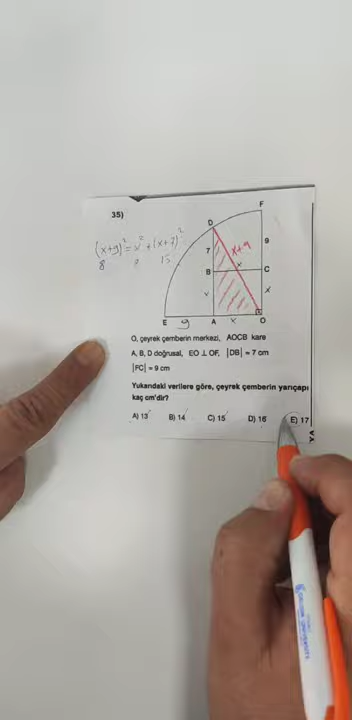 35)
F
D
7
x+9
9
(x+9)² = x² + (x+7)²
8
15
B
x
C
x
E
9
A
x
O
O, çeyrek çemberin merkezi, AOCB kare
A, B, D doğrusal, EO ⊥ OF, |DB| = 7 cm
|FC| = 9 cm
Yukarıdaki verilere göre, çeyrek çemberin yarıçapı
kaç cm'dir?
A) 13 B) 14 C) 15 D) 16 E) 17